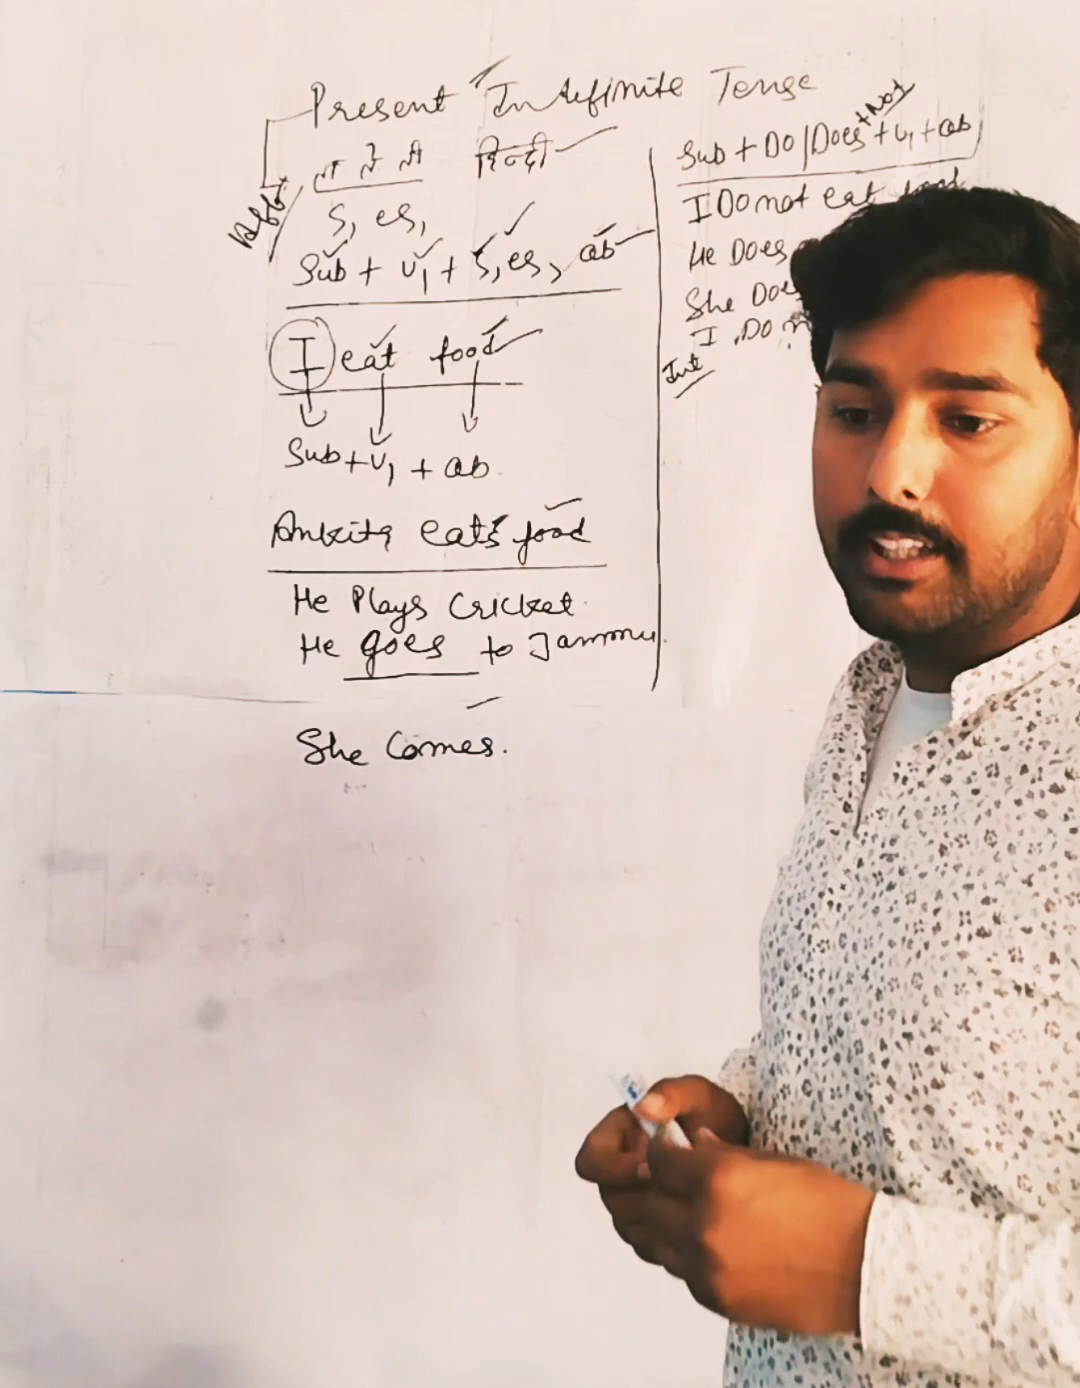 Present Indefinite Tense
ता ते ती हिन्दी
S, es,
Sub + V1 + S, es, ob
I eat food
Sub + V1 + ob
Ankita eats food
He Plays Cricket.
He goes to Jammu.
She Comes.
Sub + Do/Does + Not + V1 + ob
I Do not eat food
He Does
She Does
I Do
Int